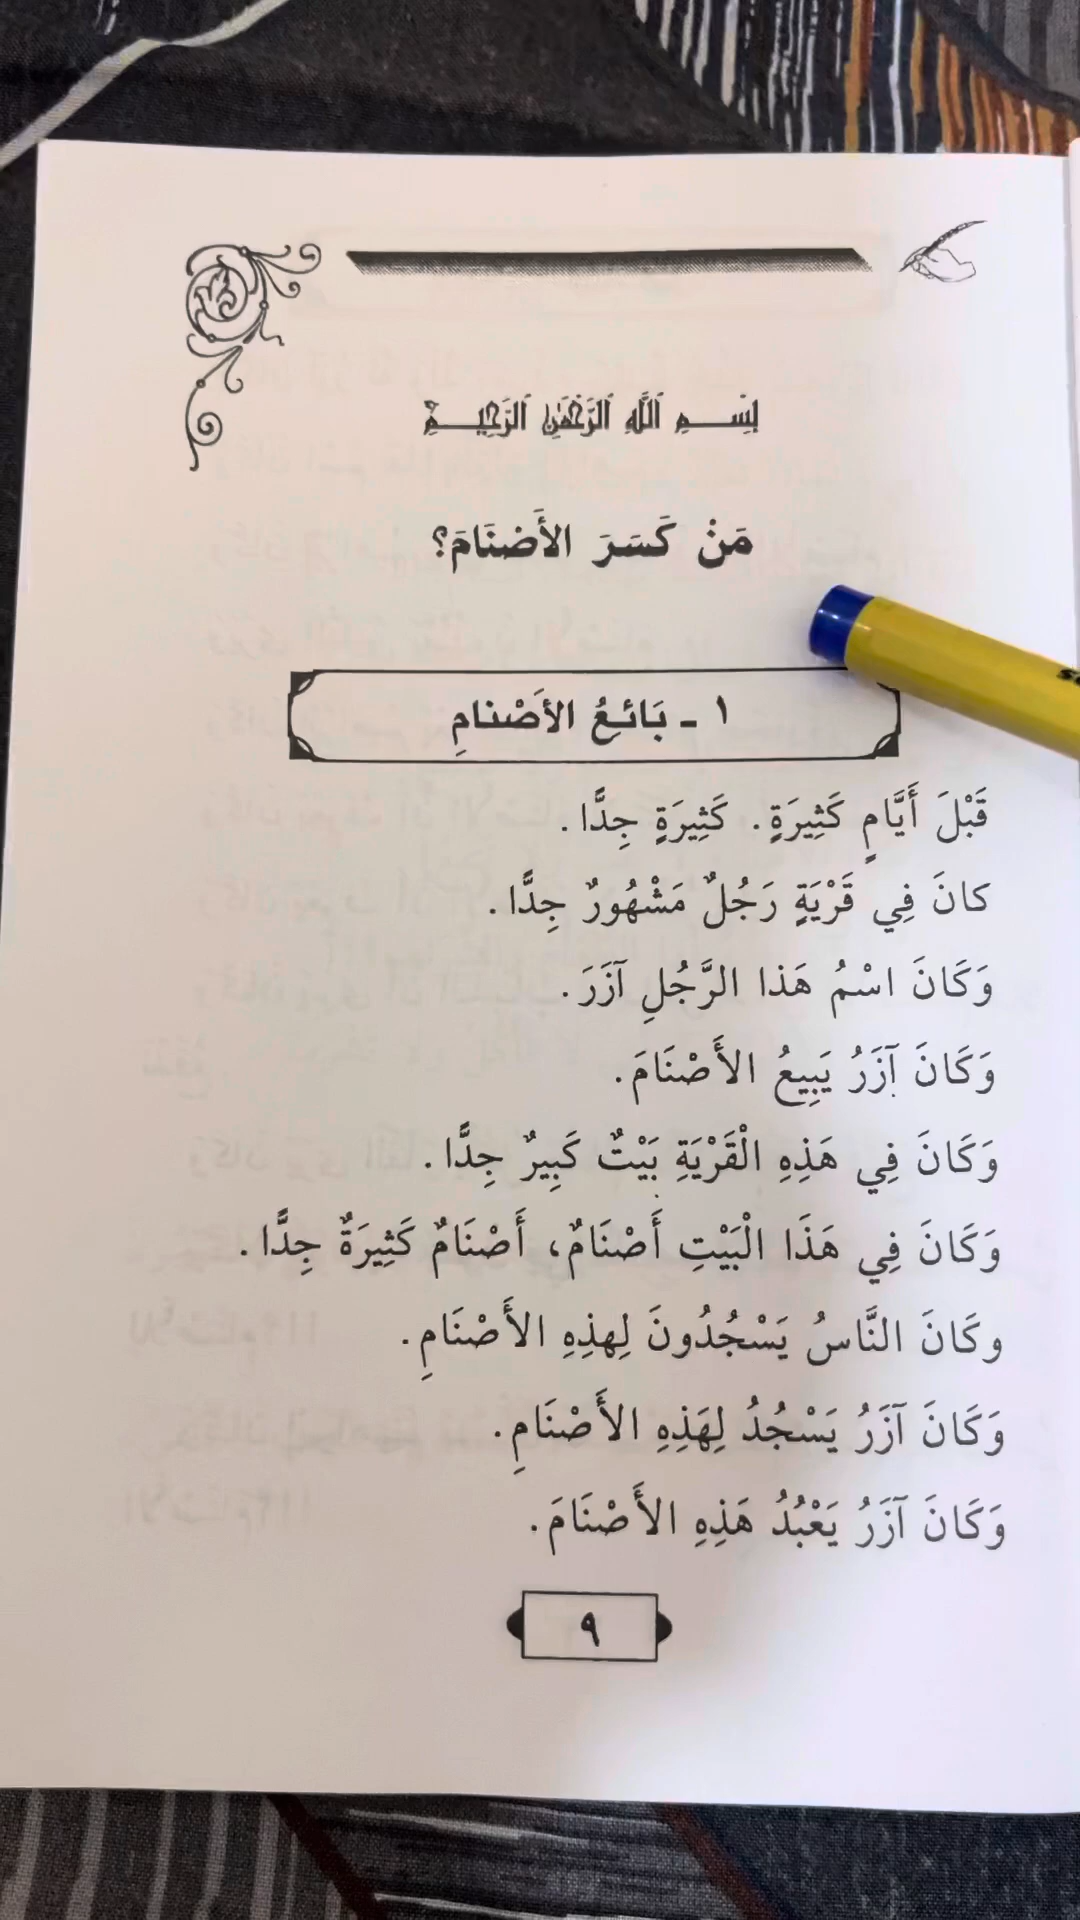 بِسْمِ اللَّهِ الرَّحْمَٰنِ الرَّحِيمِ
مَنْ كَسَرَ الأَصْنَامَ؟
١ - بَائِعُ الأَصْنامِ
قَبْلَ أَيَّامٍ كَثِيرَةٍ. كَثِيرَةٍ جِدًّا.
كانَ فِي قَرْيَةٍ رَجُلٌ مَشْهُورٌ جِدًّا.
وَكَانَ اسْمُ هَذا الرَّجُلِ آزَرَ.
وَكَانَ آزَرُ يَبِيعُ الأَصْنَامَ.
وَكَانَ فِي هَذِهِ الْقَرْيَةِ بَيْتٌ كَبِيرٌ جِدًّا.
وَكَانَ فِي هَذَا الْبَيْتِ أَصْنَامٌ، أَصْنَامٌ كَثِيرَةٌ جِدًّا.
وكَانَ النَّاسُ يَسْجُدُونَ لِهذِهِ الأَصْنَامِ.
وَكَانَ آزَرُ يَسْجُدُ لِهَذِهِ الأَصْنَامِ.
وَكَانَ آزَرُ يَعْبُدُ هَذِهِ الأَصْنَامَ.
٩